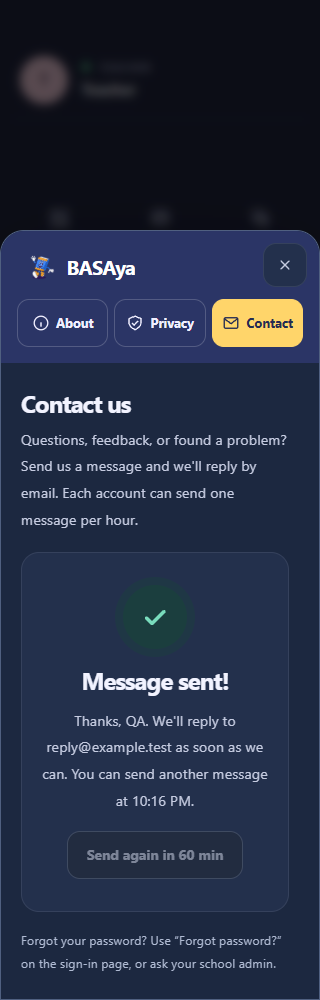 BASAya
About
Privacy
Contact
Contact us
Questions, feedback, or found a problem?
Send us a message and we'll reply by
email. Each account can send one
message per hour.
Message sent!
Thanks, QA. We'll reply to
reply@example.test as soon as we
can. You can send another message
at 10:16 PM.
Send again in 60 min
Forgot your password? Use “Forgot password?”
on the sign-in page, or ask your school admin.